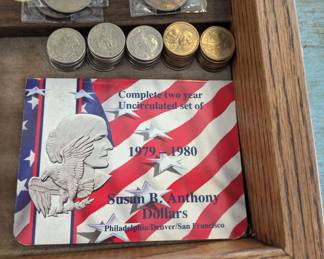 Complete two year
Uncirculated set of
1979 - 1980
Susan B. Anthony
Dollars
Philadelphia/Denver/San Francisco